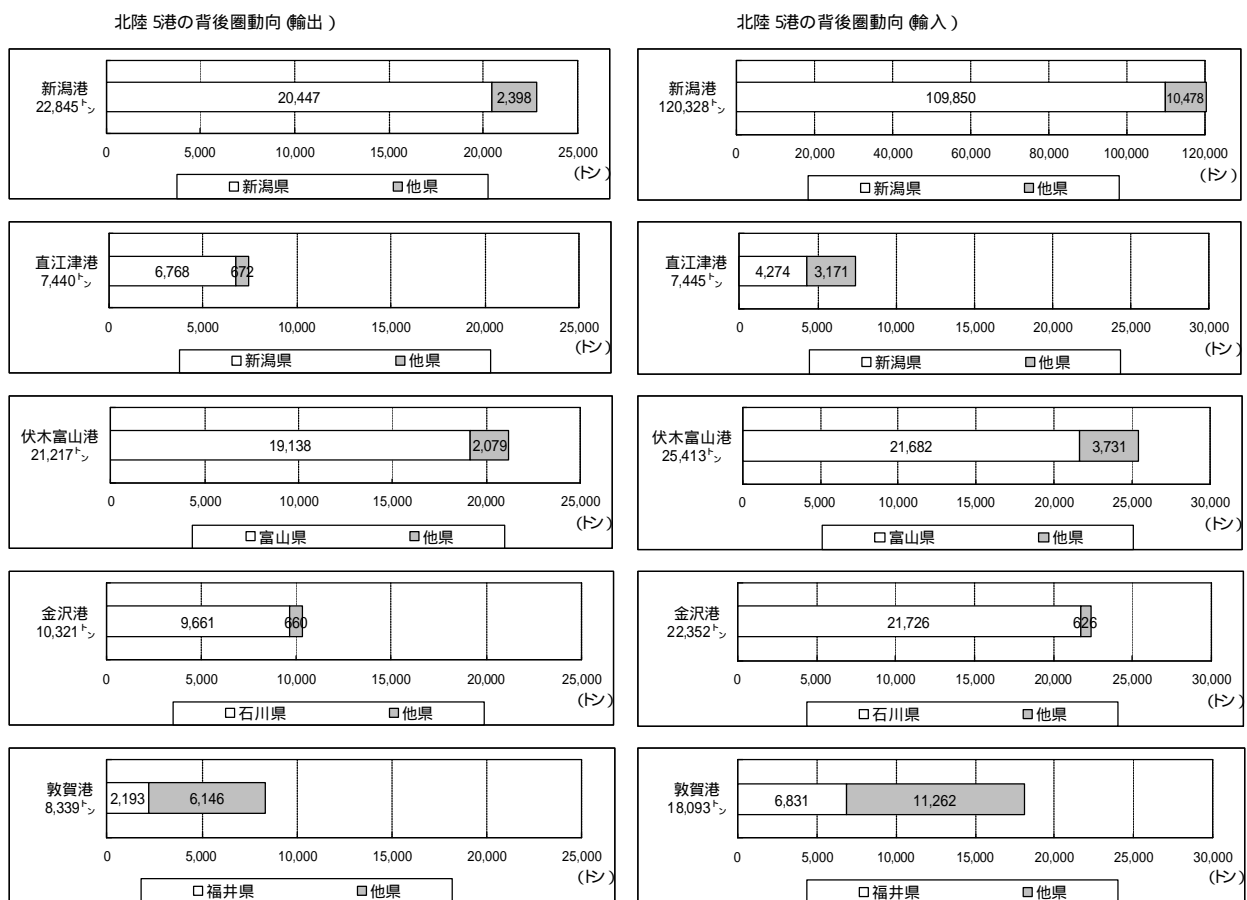 北陸5港の背後圏動向(輸出)
新潟港
22,845トン
20,447
2,398
0 5,000 10,000 15,000 20,000 25,000
(トン)
□新潟県 ■他県
直江津港
7,440トン
6,768
672
0 5,000 10,000 15,000 20,000 25,000
(トン)
□新潟県 ■他県
伏木富山港
21,217トン
19,138
2,079
0 5,000 10,000 15,000 20,000 25,000
(トン)
□富山県 ■他県
金沢港
10,321トン
9,661
660
0 5,000 10,000 15,000 20,000 25,000
(トン)
□石川県 ■他県
敦賀港
8,339トン
2,193
6,146
0 5,000 10,000 15,000 20,000 25,000
(トン)
□福井県 ■他県
北陸5港の背後圏動向(輸入)
新潟港
120,328トン
109,850
10,478
0 20,000 40,000 60,000 80,000 100,000 120,000
(トン)
□新潟県 ■他県
直江津港
7,445トン
4,274
3,171
0 5,000 10,000 15,000 20,000 25,000 30,000
(トン)
□新潟県 ■他県
伏木富山港
25,413トン
21,682
3,731
0 5,000 10,000 15,000 20,000 25,000 30,000
(トン)
□富山県 ■他県
金沢港
22,352トン
21,726
626
0 5,000 10,000 15,000 20,000 25,000 30,000
(トン)
□石川県 ■他県
敦賀港
18,093トン
6,831
11,262
0 5,000 10,000 15,000 20,000 25,000 30,000
(トン)
□福井県 ■他県